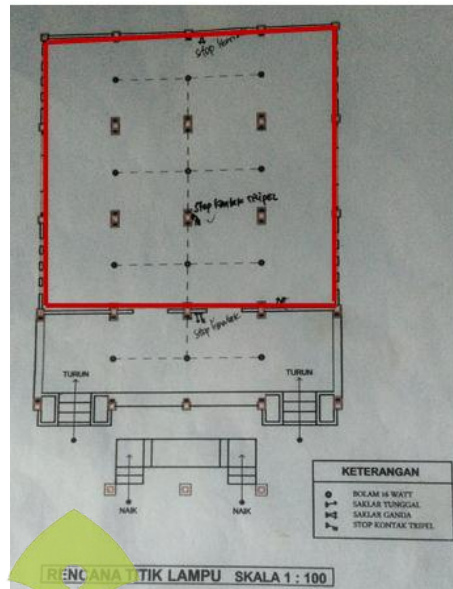 Stop Kontak
Stop Kontak tripel
Stop Kontak
TURUN
TURUN
NAIK
NAIK
KETERANGAN
BOLAM 16 WATT
SAKLAR TUNGGAL
SAKLAR GANDA
STOP KONTAK TRIPEL
RENCANA TITIK LAMPU SKALA 1 : 100